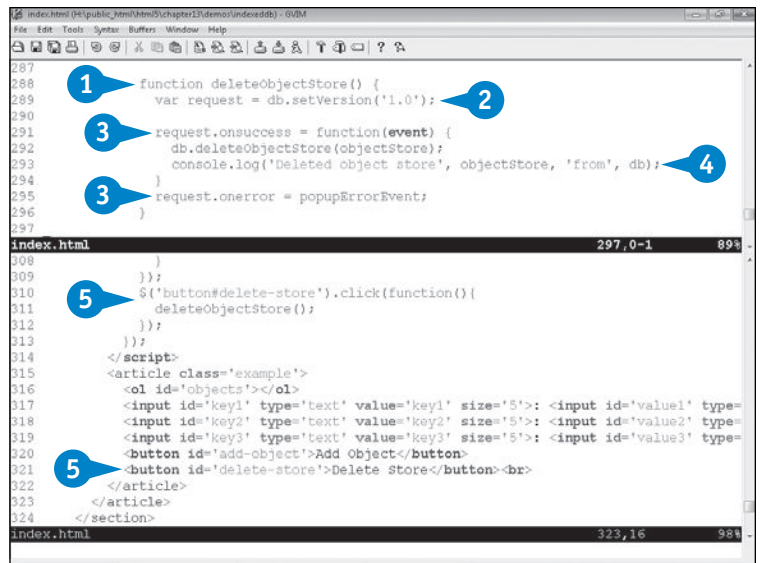 index.html (H:\public_html\html5\chapter13\demos\indexeddb) - GVIM
File Edit Tools Syntax Buffers Window Help
287
288 1 function deleteObjectStore() {
289 var request = db.setVersion('1.0'); 2
290
291 3 request.onsuccess = function(event) {
292 db.deleteObjectStore(objectStore);
293 console.log('Deleted object store', objectStore, 'from', db); 4
294 }
295 3 request.onerror = popupErrorEvent;
296 }
297
index.html 297,0-1 89%
308 }
309 });
310 5 $('button#delete-store').click(function(){
311 deleteObjectStore();
312 });
313 });
314 </script>
315 <article class='example'>
316 <ol id='objects'></ol>
317 <input id='key1' type='text' value='key1' size='5'>: <input id='value1' type=
318 <input id='key2' type='text' value='key2' size='5'>: <input id='value2' type=
319 <input id='key3' type='text' value='key3' size='5'>: <input id='value3' type=
320 <button id='add-object'>Add Object</button>
321 5 <button id='delete-store'>Delete Store</button><br>
322 </article>
323 </article>
324 </section>
index.html 323,16 98%